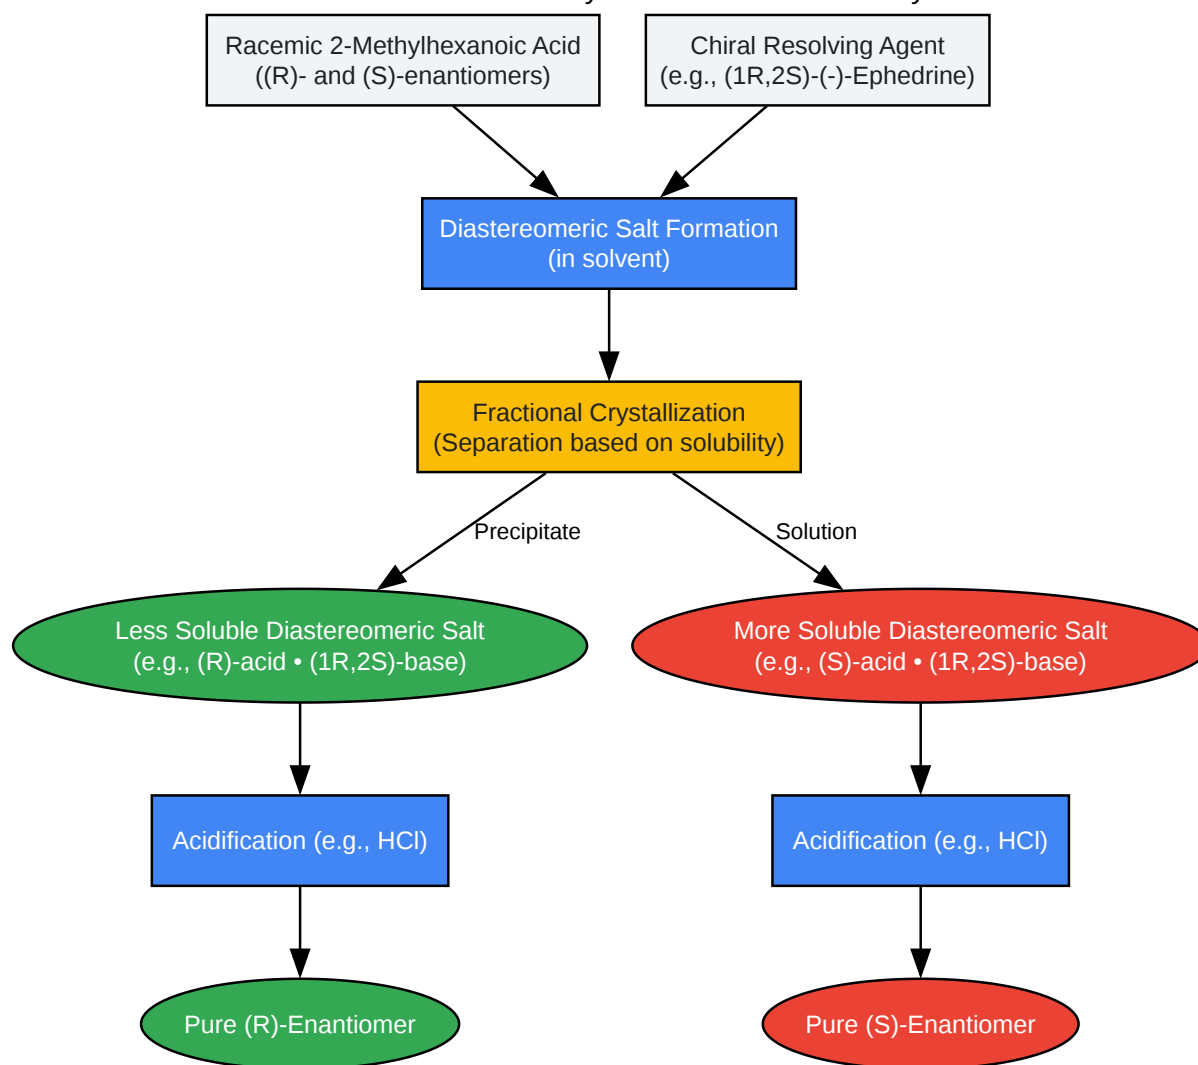 Racemic 2-Methylhexanoic Acid
((R)- and (S)-enantiomers)
Chiral Resolving Agent
(e.g., (1R,2S)-(-)-Ephedrine)
Diastereomeric Salt Formation
(in solvent)
Fractional Crystallization
(Separation based on solubility)
Precipitate
Solution
Less Soluble Diastereomeric Salt
(e.g., (R)-acid • (1R,2S)-base)
More Soluble Diastereomeric Salt
(e.g., (S)-acid • (1R,2S)-base)
Acidification (e.g., HCl)
Acidification (e.g., HCl)
Pure (R)-Enantiomer
Pure (S)-Enantiomer